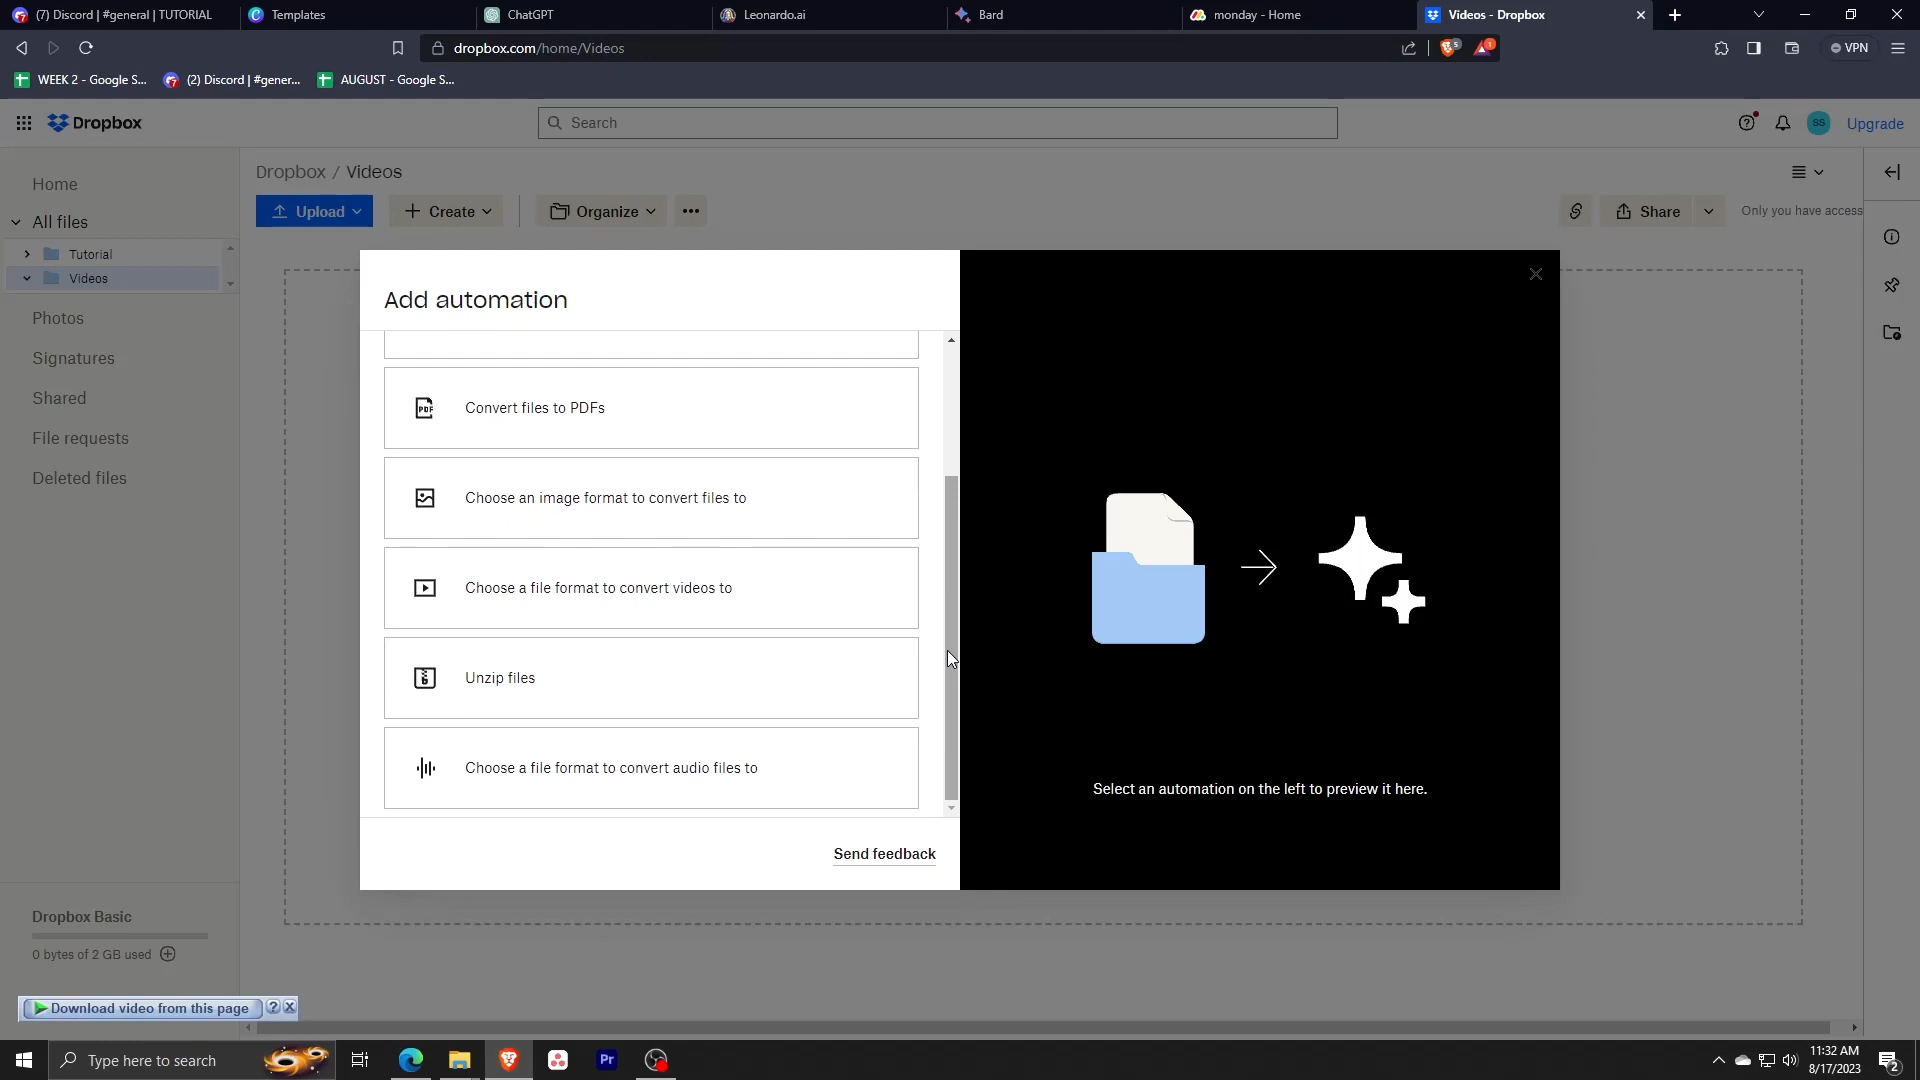 (7) Discord | #general | TUTORIAL
Templates
ChatGPT
Leonardo.ai
Bard
monday - Home
Videos - Dropbox
dropbox.com/home/Videos
5
1
VPN
WEEK 2 - Google S...
(2) Discord | #gener...
AUGUST - Google S...
Dropbox
Search
SS
Upgrade
Home
All files
Tutorial
Videos
Photos
Signatures
Shared
File requests
Deleted files
Dropbox / Videos
Upload
Create
Organize
Share
Only you have access
Add automation
PDF
Convert files to PDFs
Choose an image format to convert files to
Choose a file format to convert videos to
Unzip files
Choose a file format to convert audio files to
Send feedback
Select an automation on the left to preview it here.
Dropbox Basic
0 bytes of 2 GB used
Download video from this page
Type here to search
Pr
11:32 AM
8/17/2023
2